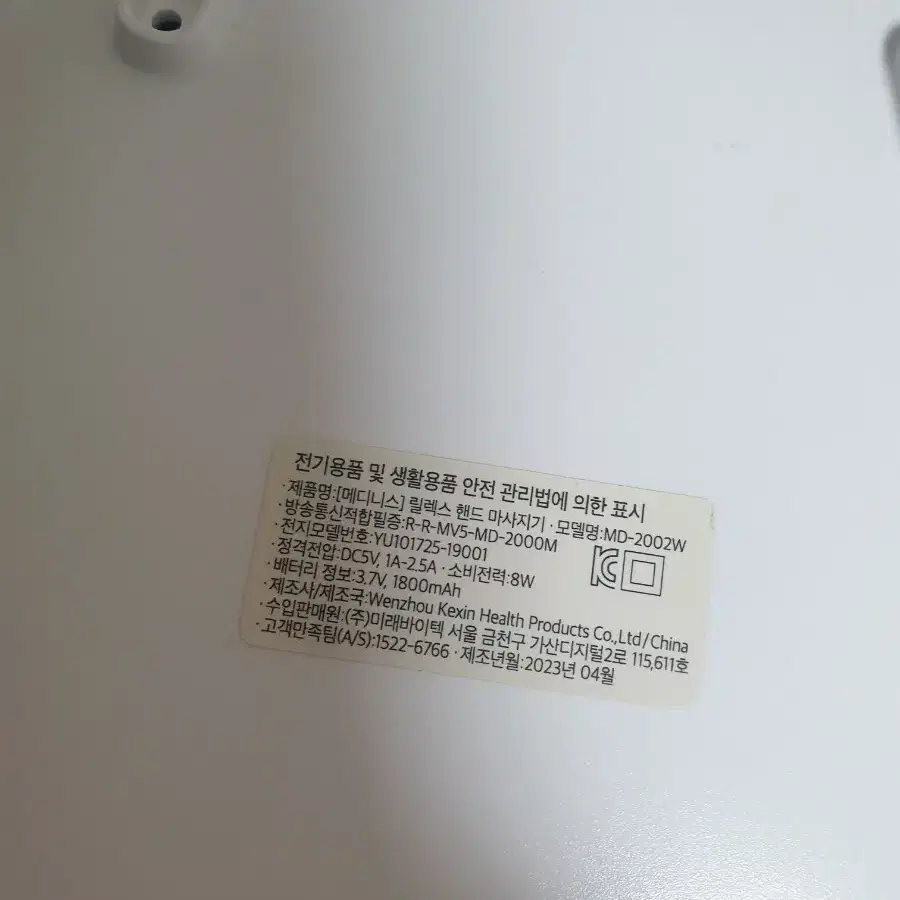 전기용품 및 생활용품 안전 관리법에 의한 표시
·제품명:[메디니스] 릴렉스 핸드 마사지기 · 모델명:MD-2002W
·방송통신적합필증:R-R-MV5-MD-2000M
·전지모델번호:YU101725-19001
·정격전압:DC5V, 1A-2.5A · 소비전력:8W
·배터리 정보:3.7V, 1800mAh
·제조사/제조국:Wenzhou Kexin Health Products Co.,Ltd/China
·수입판매원:(주)미래바이텍 서울 금천구 가산디지털2로 115,611호
·고객만족팀(A/S):1522-6766 · 제조년월:2023년 04월